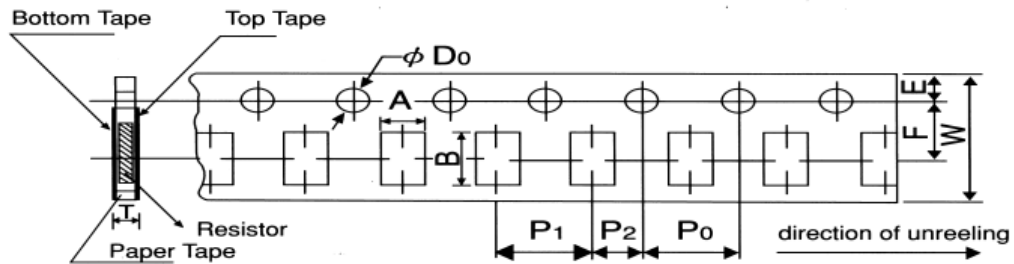 Bottom Tape
Top Tape
ϕ D0
A
B
E
F
W
T
Resistor
Paper Tape
P1
P2
P0
direction of unreeling